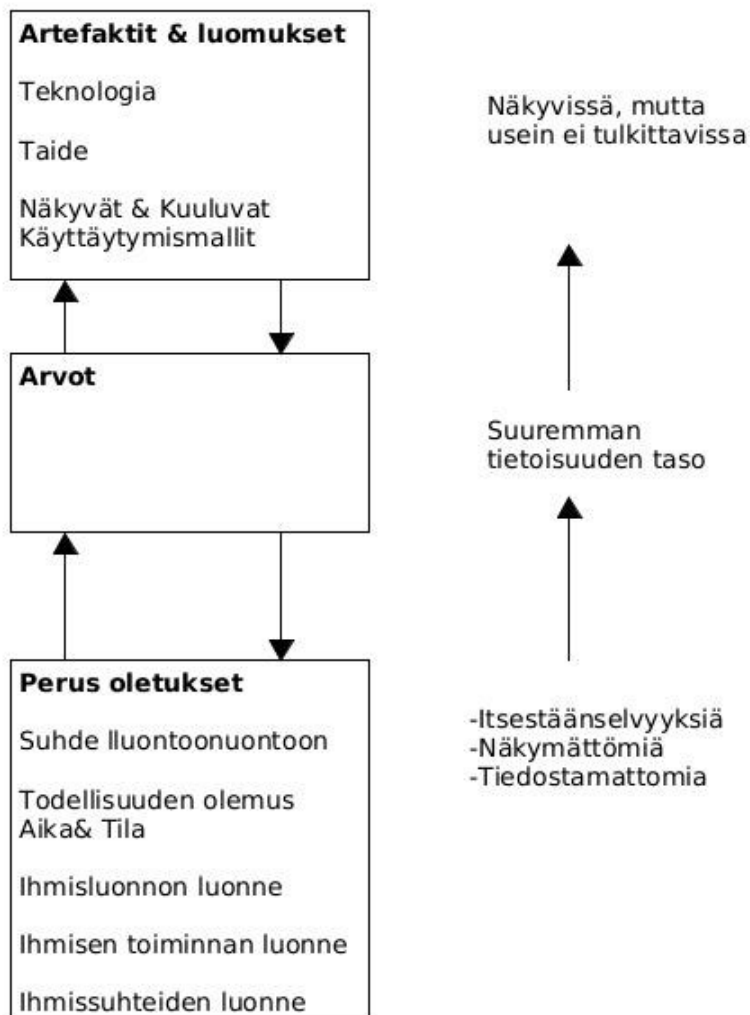 Artefaktit & luomukset
Teknologia
Taide
Näkyvät & Kuuluvat
Käyttäytymismallit
Näkyvissä, mutta
usein ei tulkittavissa
Arvot
Suuremman
tietoisuuden taso
Perus oletukset
Suhde lluontoonuontoon
Todellisuuden olemus
Aika& Tila
Ihmisluonnon luonne
Ihmisen toiminnan luonne
Ihmissuhteiden luonne
-Itsestäänselvyyksiä
-Näkymättömiä
-Tiedostamattomia